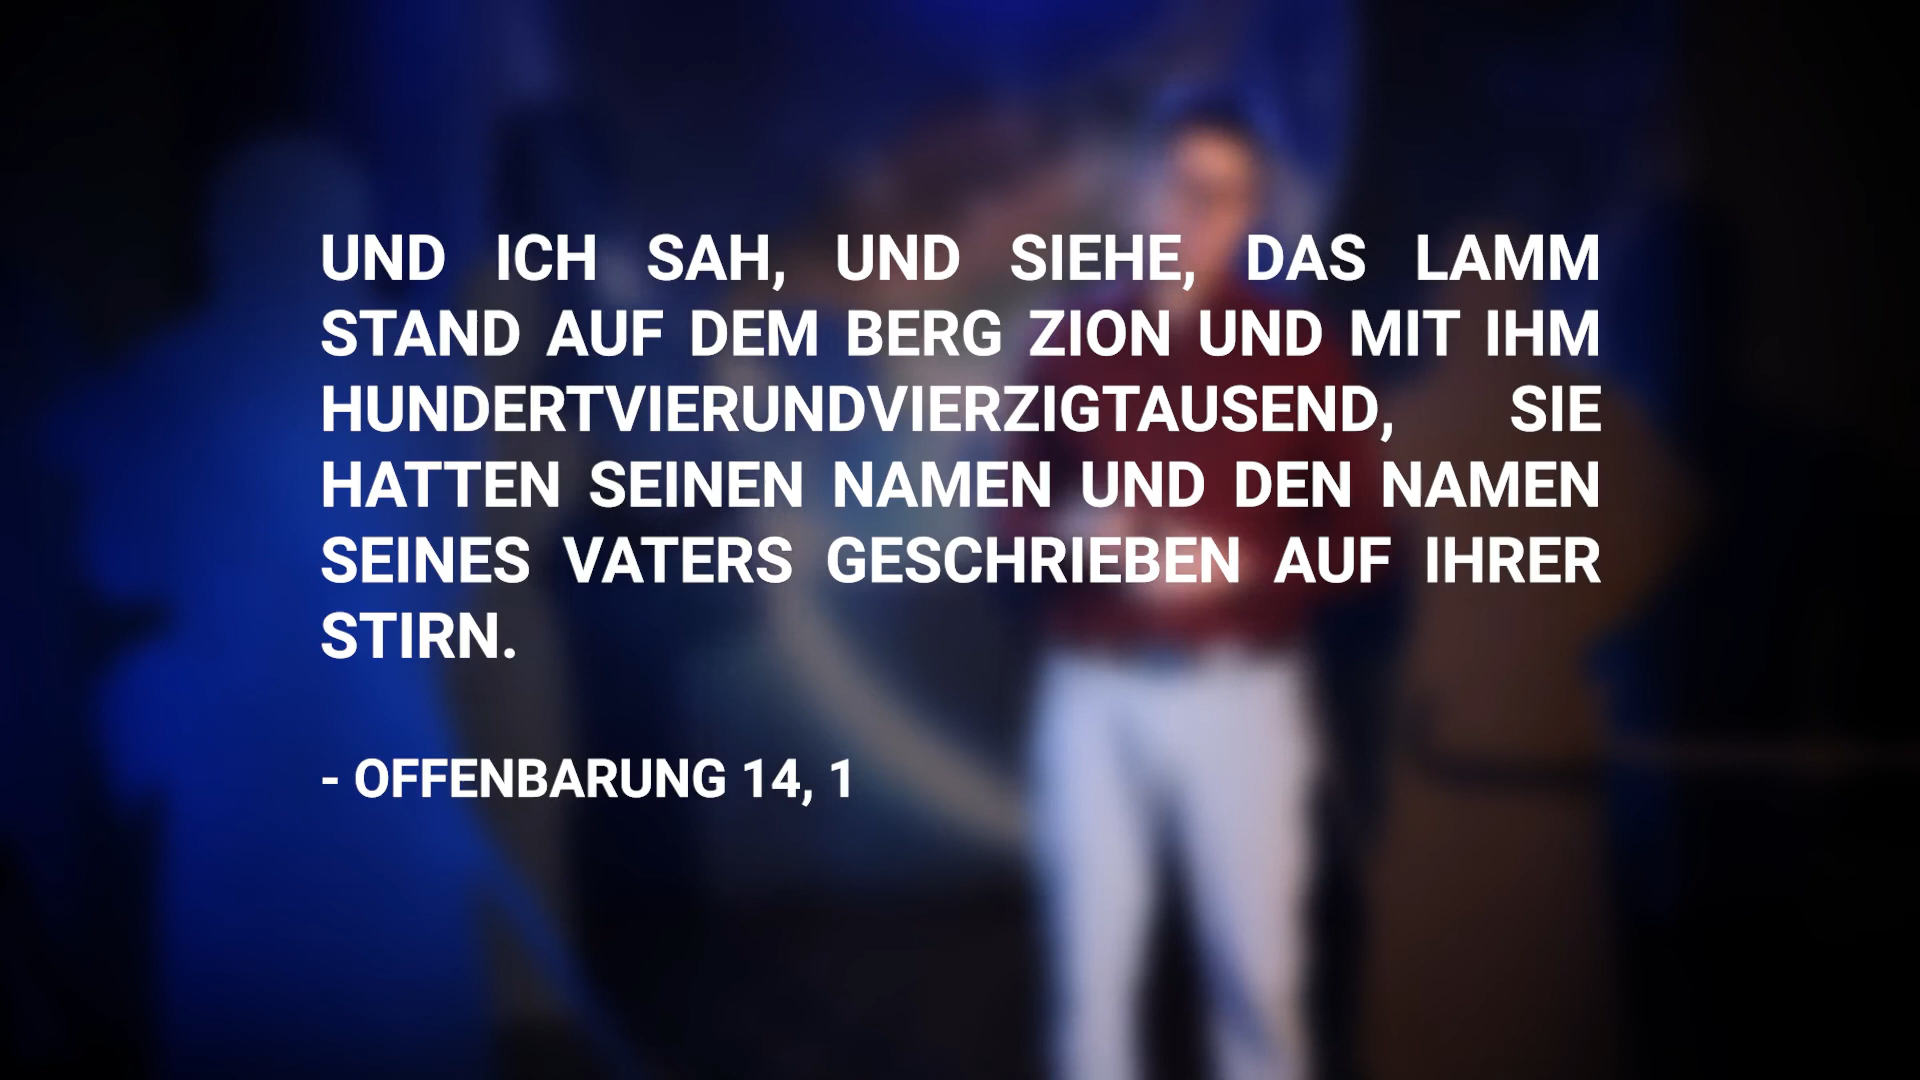 UND ICH SAH, UND SIEHE, DAS LAMM
STAND AUF DEM BERG ZION UND MIT IHM
HUNDERTVIERUNDVIERZIGTAUSEND, SIE
HATTEN SEINEN NAMEN UND DEN NAMEN
SEINES VATERS GESCHRIEBEN AUF IHRER
STIRN.
- OFFENBARUNG 14, 1